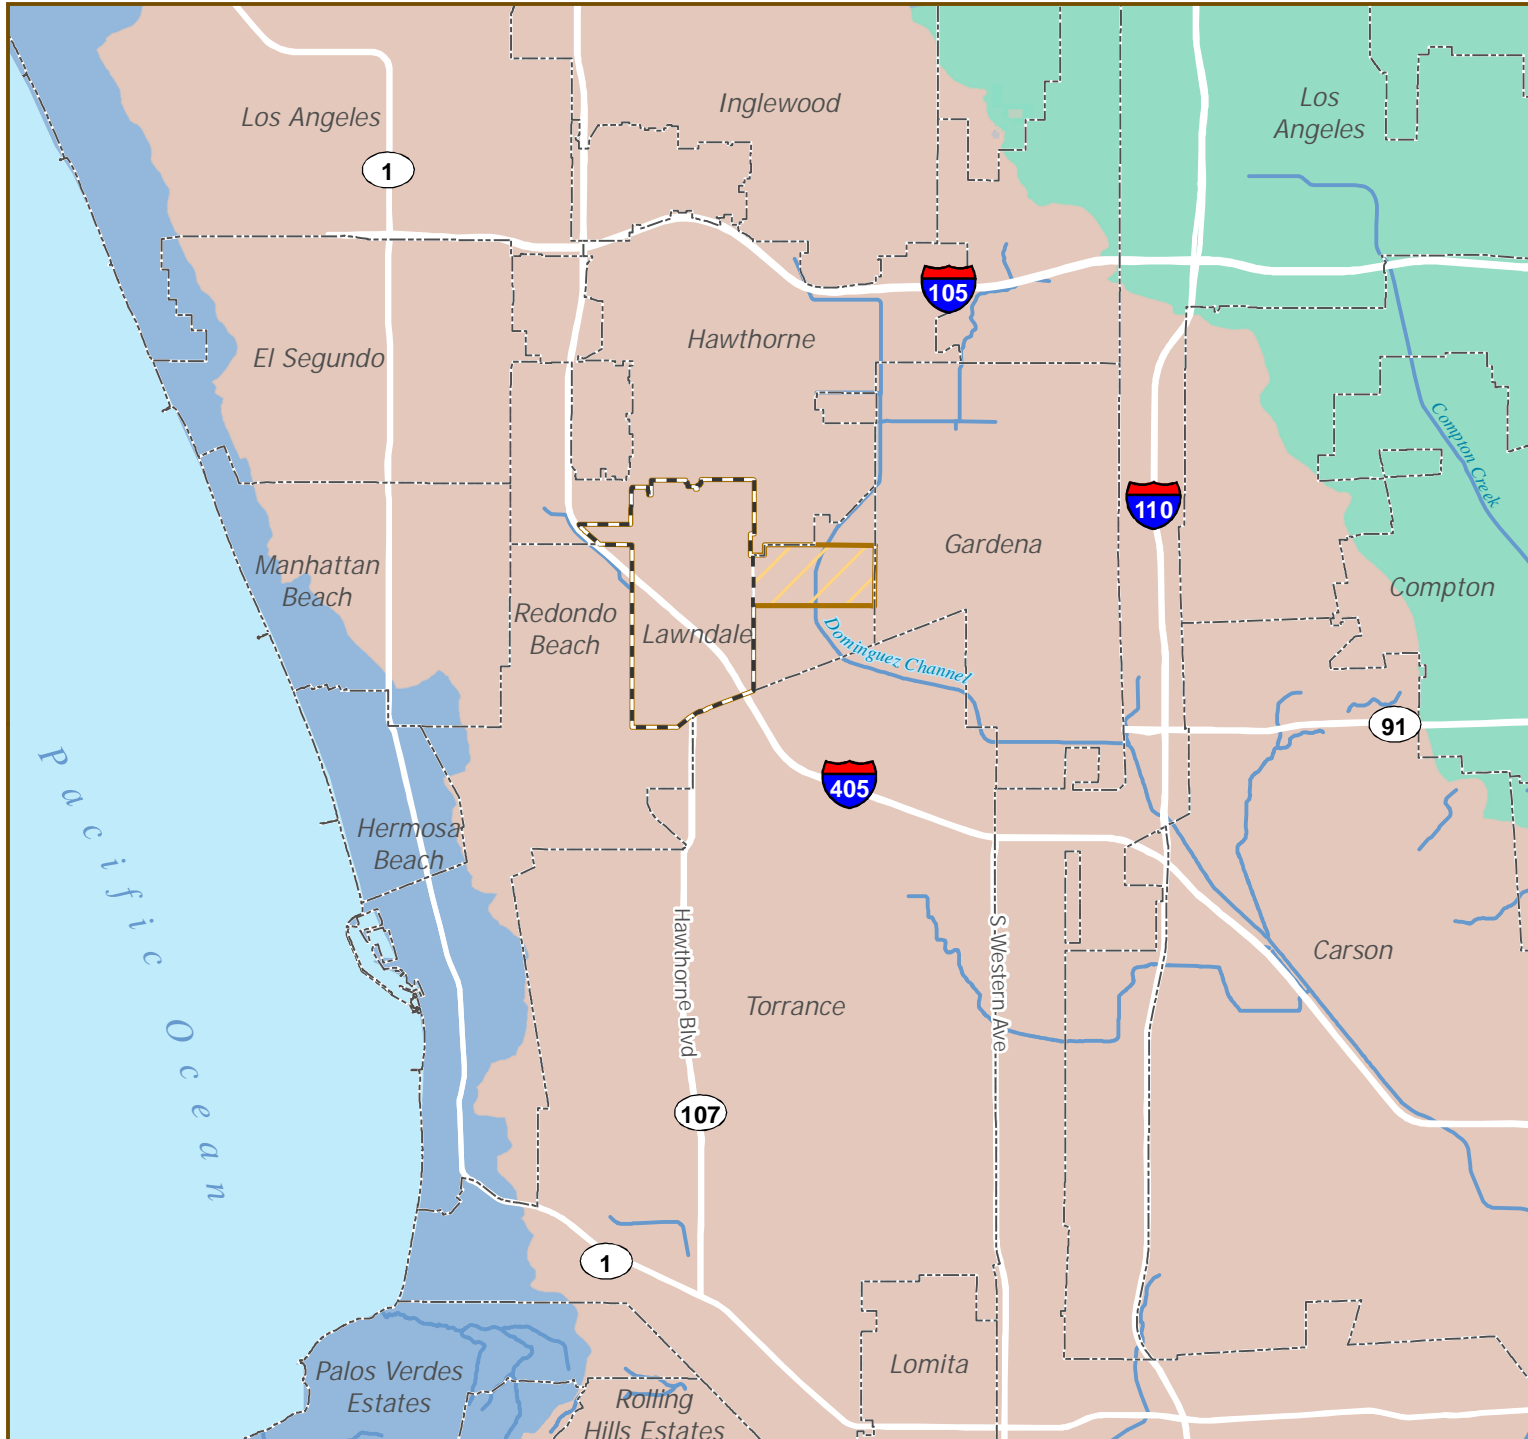 Los Angeles
Inglewood
Los
Angeles
1
105
El Segundo
Hawthorne
Compton Creek
110
Gardena
Manhattan
Beach
Compton
Redondo
Beach
Lawndale
Dominguez Channel
91
Pacific Ocean
405
Hermosa
Beach
Hawthorne Blvd
S Western Ave
Carson
Torrance
107
1
Palos Verdes
Estates
Lomita
Rolling
Hills Estates